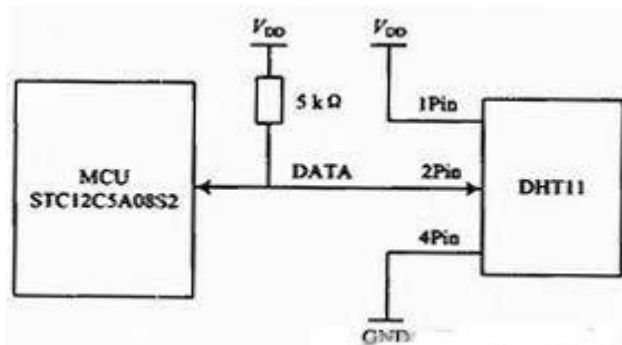 VDD
VDD
5 kΩ
1Pin
MCU
STC12C5A08S2
DATA
2Pin
DHT11
4Pin
GND